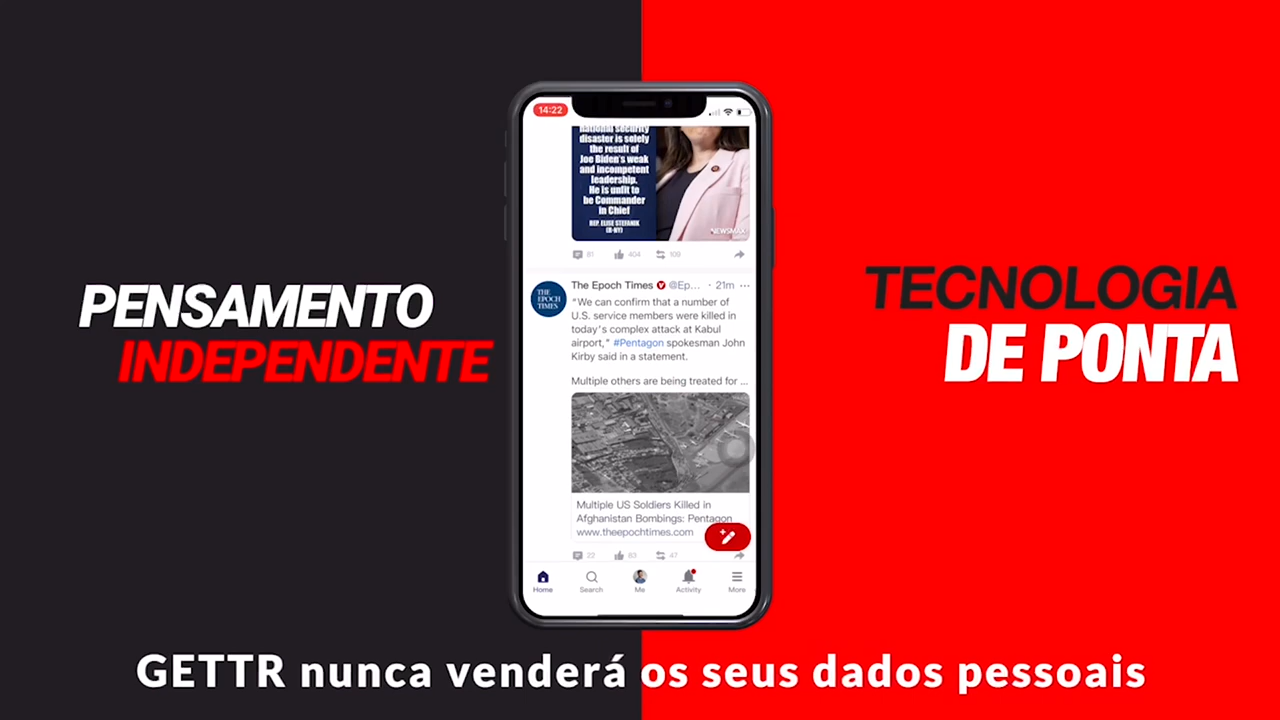 PENSAMENTO
INDEPENDENTE
14:22
national security
disaster is solely
the result of
Joe Biden's weak
and incompetent
leadership.
He is unfit to
be Commander
in Chief
REP. ELISE STEFANIK
(R-NY)
NEWSMAX
81 404 109
THE
EPOCH
TIMES
The Epoch Times @Ep... · 21m ...
"We can confirm that a number of
U.S. service members were killed in
today's complex attack at Kabul
airport," #Pentagon spokesman John
Kirby said in a statement.
Multiple others are being treated for ...
Multiple US Soldiers Killed in
Afghanistan Bombings: Pentagon
www.theepochtimes.com
22 83 47
Home Search Me Activity More
TECNOLOGIA
DE PONTA
GETTR nunca venderá os seus dados pessoais